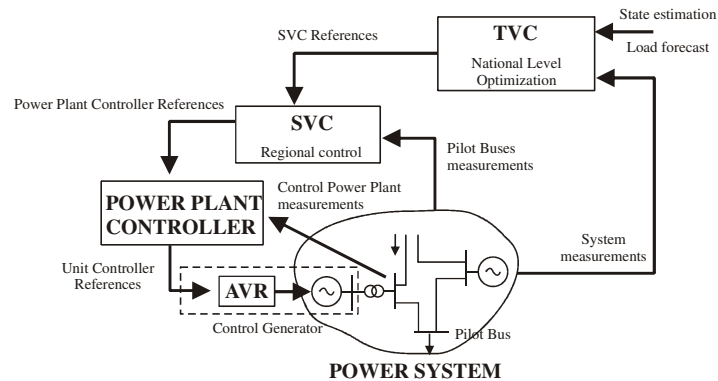 State estimation
TVC
SVC References
Load forecast
National Level
Optimization
Power Plant Controller References
SVC
Regional control
Pilot Buses
measurements
Control Power Plant
measurements
POWER PLANT
CONTROLLER
System
measurements
Unit Controller
References
AVR
Control Generator
Pilot Bus
POWER SYSTEM